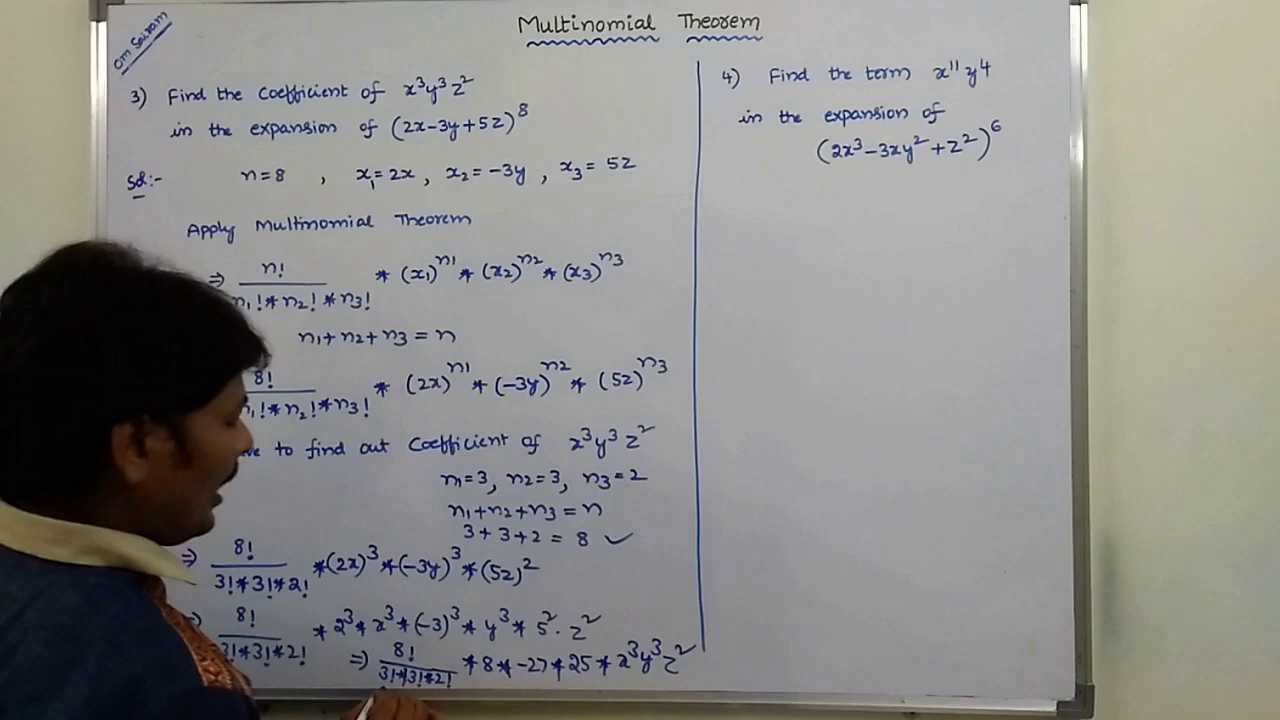 Multinomial Theorem
Om Sairam
3) Find the Coefficient of x³y³z²
in the expansion of (2x-3y+5z)⁸
Sol:- n=8 , x₁=2x , x₂=-3y , x₃=5z
Apply Multinomial Theorem
⇒ n!/(n₁!*n₂!*n₃!) * (x₁)ⁿ¹ * (x₂)ⁿ² * (x₃)ⁿ³
n₁+n₂+n₃ = n
8!/(n₁!*n₂!*n₃!) * (2x)ⁿ¹ * (-3y)ⁿ² * (5z)ⁿ³
to find out Coefficient of x³y³z²
n₁=3, n₂=3, n₃=2
n₁+n₂+n₃ = n
3+3+2 = 8 ✓
⇒ 8!/(3!*3!*2!) *(2x)³*(-3y)³*(5z)²
8!/(3!*3!*2!) * 2³*x³*(-3)³*y³*5²·z²
⇒ 8!/(3!*3!*2!) *8*-27*25*x³y³z²
4) Find the term x¹¹y⁴
in the expansion of
(2x³-3xy²+z²)⁶